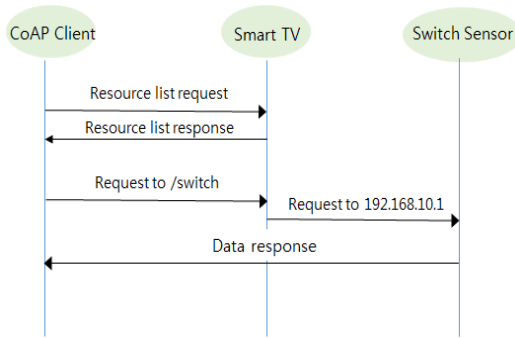 CoAP Client
Smart TV
Switch Sensor
Resource list request
Resource list response
Request to /switch
Request to 192.168.10.1
Data response